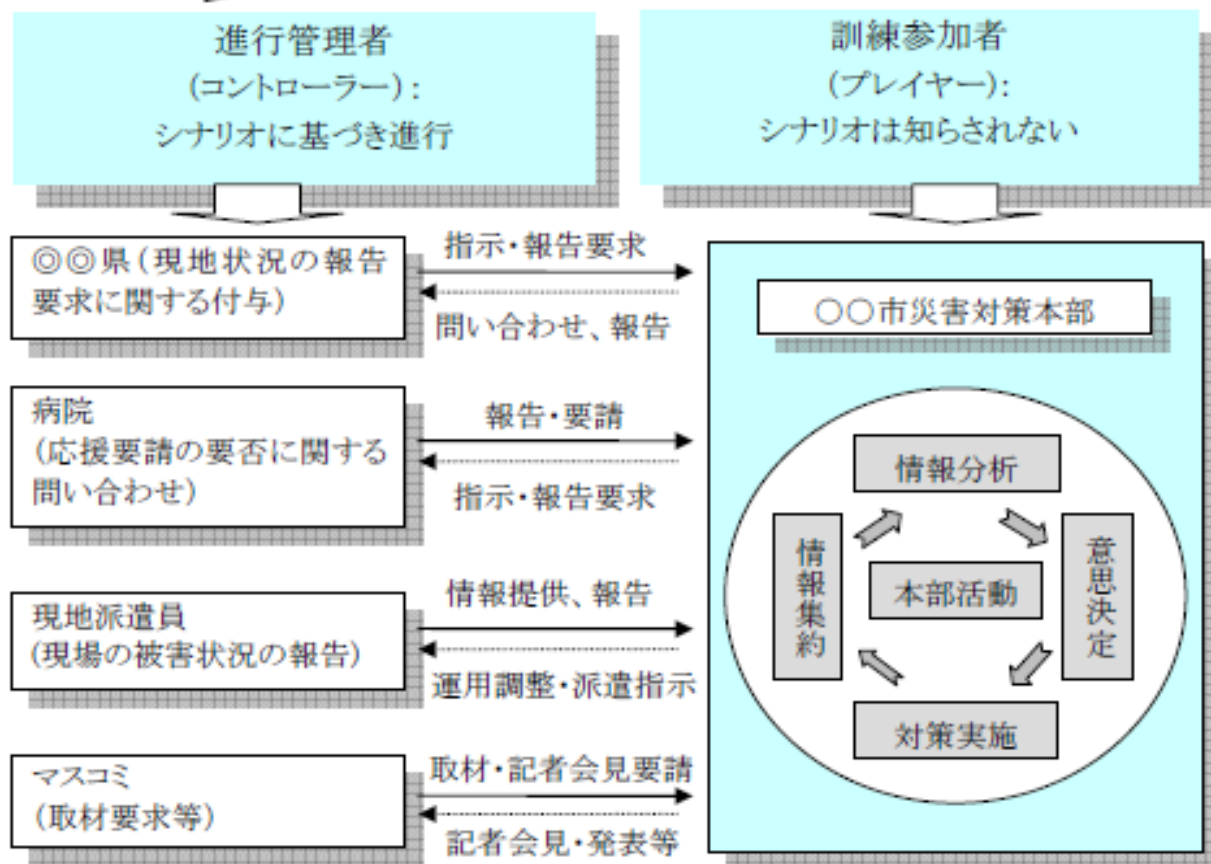 進行管理者
(コントローラー):
シナリオに基づき進行
訓練参加者
(プレイヤー):
シナリオは知らされない
◎◎県(現地状況の報告
要求に関する付与)
指示・報告要求
問い合わせ、報告
病院
(応援要請の要否に関する
問い合わせ)
報告・要請
指示・報告要求
現地派遣員
(現場の被害状況の報告)
情報提供、報告
運用調整・派遣指示
マスコミ
(取材要求等)
取材・記者会見要請
記者会見・発表等
○○市災害対策本部
情報分析
情報集約
本部活動
意思決定
対策実施